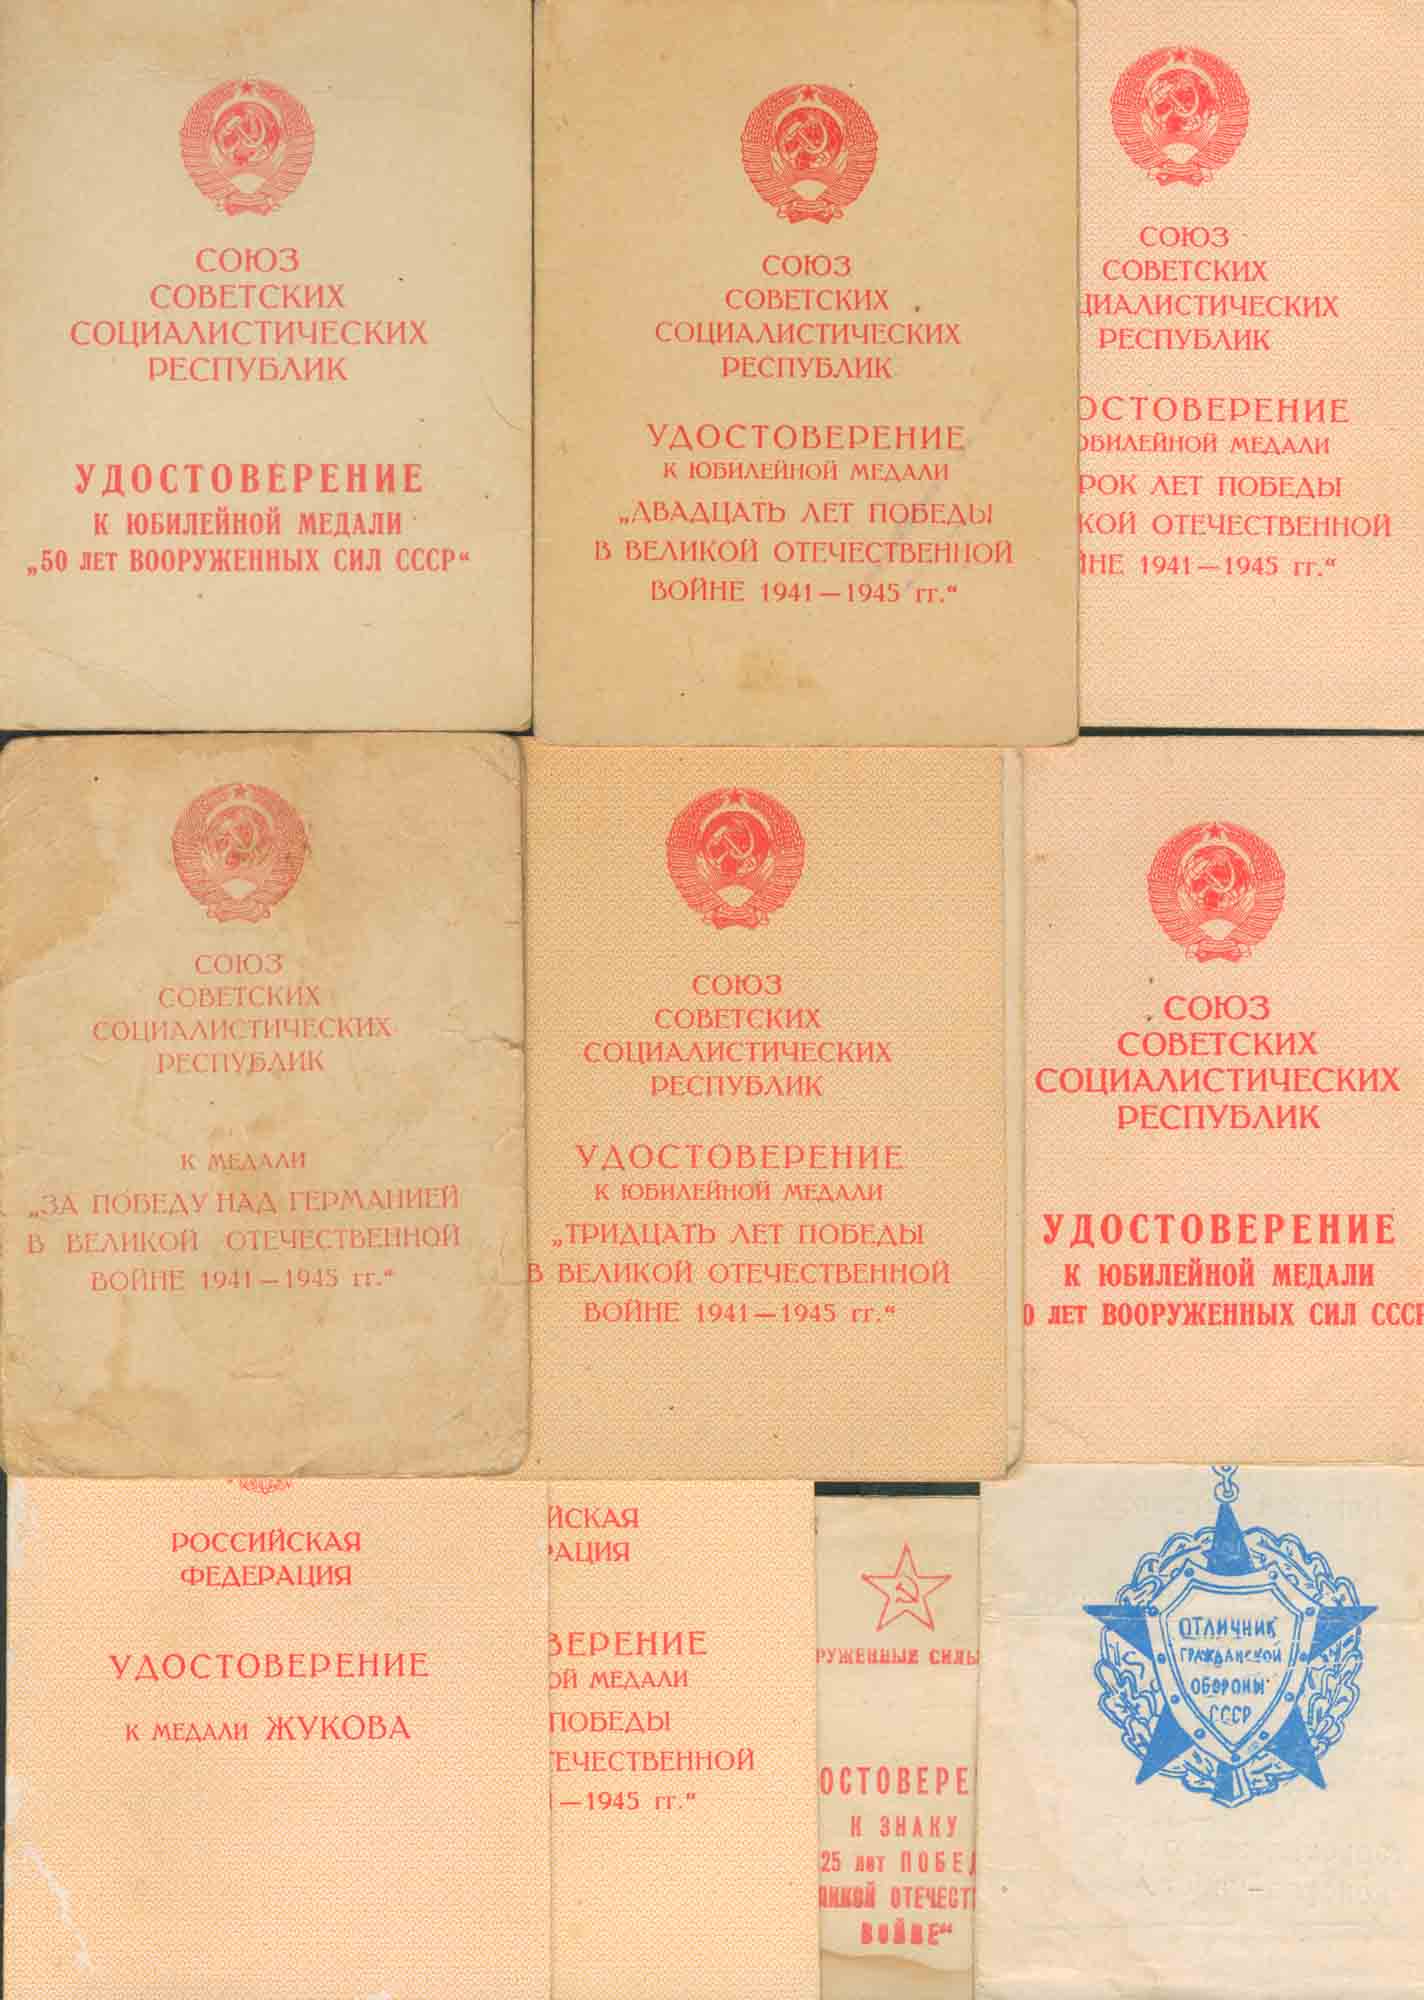 СОЮЗ
СОВЕТСКИХ
СОЦИАЛИСТИЧЕСКИХ
РЕСПУБЛИК
УДОСТОВЕРЕНИЕ
К ЮБИЛЕЙНОЙ МЕДАЛИ
„50 ЛЕТ ВООРУЖЕННЫХ СИЛ СССР“
СОЮЗ
СОВЕТСКИХ
СОЦИАЛИСТИЧЕСКИХ
РЕСПУБЛИК
УДОСТОВЕРЕНИЕ
К ЮБИЛЕЙНОЙ МЕДАЛИ
„ДВАДЦАТЬ ЛЕТ ПОБЕДЫ
В ВЕЛИКОЙ ОТЕЧЕСТВЕННОЙ
ВОЙНЕ 1941—1945 гг.“
СОЮЗ
СОВЕТСКИХ
ЦИАЛИСТИЧЕСКИХ
РЕСПУБЛИК
ОСТОВЕРЕНИЕ
ОБИЛЕЙНОЙ МЕДАЛИ
РОК ЛЕТ ПОБЕДЫ
КОЙ ОТЕЧЕСТВЕННОЙ
ЙНЕ 1941—1945 гг.“
СОЮЗ
СОВЕТСКИХ
СОЦИАЛИСТИЧЕСКИХ
РЕСПУБЛИК
К МЕДАЛИ
„ЗА ПОБЕДУ НАД ГЕРМАНИЕЙ
В ВЕЛИКОЙ ОТЕЧЕСТВЕННОЙ
ВОЙНЕ 1941—1945 гг.“
СОЮЗ
СОВЕТСКИХ
СОЦИАЛИСТИЧЕСКИХ
РЕСПУБЛИК
УДОСТОВЕРЕНИЕ
К ЮБИЛЕЙНОЙ МЕДАЛИ
„ТРИДЦАТЬ ЛЕТ ПОБЕДЫ
В ВЕЛИКОЙ ОТЕЧЕСТВЕННОЙ
ВОЙНЕ 1941—1945 гг.“
СОЮЗ
СОВЕТСКИХ
СОЦИАЛИСТИЧЕСКИХ
РЕСПУБЛИК
УДОСТОВЕРЕНИЕ
К ЮБИЛЕЙНОЙ МЕДАЛИ
0 ЛЕТ ВООРУЖЕННЫХ СИЛ СССР
РОССИЙСКАЯ
ФЕДЕРАЦИЯ
УДОСТОВЕРЕНИЕ
К МЕДАЛИ ЖУКОВА
ЙСКАЯ
РАЦИЯ
ВЕРЕНИЕ
ОЙ МЕДАЛИ
ПОБЕДЫ
ТЕЧЕСТВЕННОЙ
—1945 гг.“
РУЖЕННЫЕ СИЛЫ
ОСТОВЕРЕ
К ЗНАКУ
25 лет ПОБЕД
ЛИКОЙ ОТЕЧЕСТВ
ВОЙНЕ“
ОТЛИЧНИК
ГРАЖДАНСКОЙ
ОБОРОНЫ
СССР